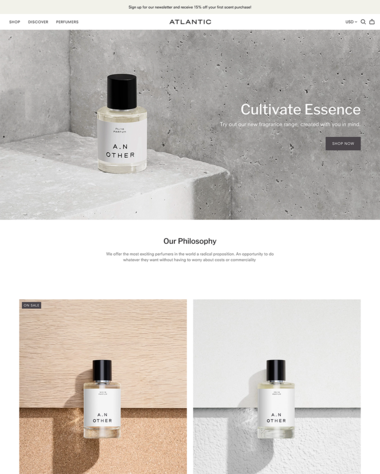 Sign up for our newsletter and receive 15% off your first scent purchase!
SHOP DISCOVER PERFUMERS
ATLANTIC
USD
Cultivate Essence
Try out our new fragrance range, created with you in mind.
SHOP NOW
A.N
OTHER
Our Philosophy
We offer the most exciting perfumers in the world a radical proposition. An opportunity to do
whatever they want without having to worry about costs or commerciality.
ON SALE
A.N
OTHER
A.N
OTHER